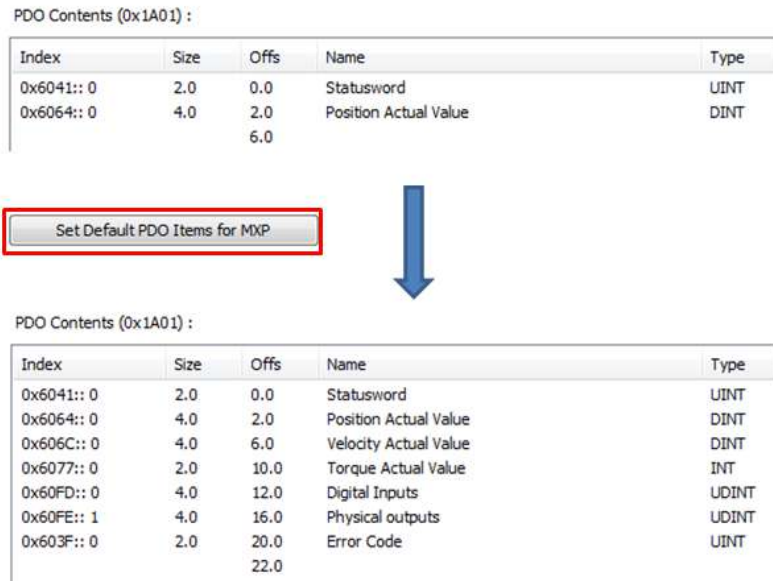 PDO Contents (0x1A01) :
Index Size Offs Name Type
0x6041:: 0 2.0 0.0 Statusword UINT
0x6064:: 0 4.0 2.0 Position Actual Value DINT
6.0
Set Default PDO Items for MXP
PDO Contents (0x1A01) :
Index Size Offs Name Type
0x6041:: 0 2.0 0.0 Statusword UINT
0x6064:: 0 4.0 2.0 Position Actual Value DINT
0x606C:: 0 4.0 6.0 Velocity Actual Value DINT
0x6077:: 0 2.0 10.0 Torque Actual Value INT
0x60FD:: 0 4.0 12.0 Digital Inputs UDINT
0x60FE:: 1 4.0 16.0 Physical outputs UDINT
0x603F:: 0 2.0 20.0 Error Code UINT
22.0